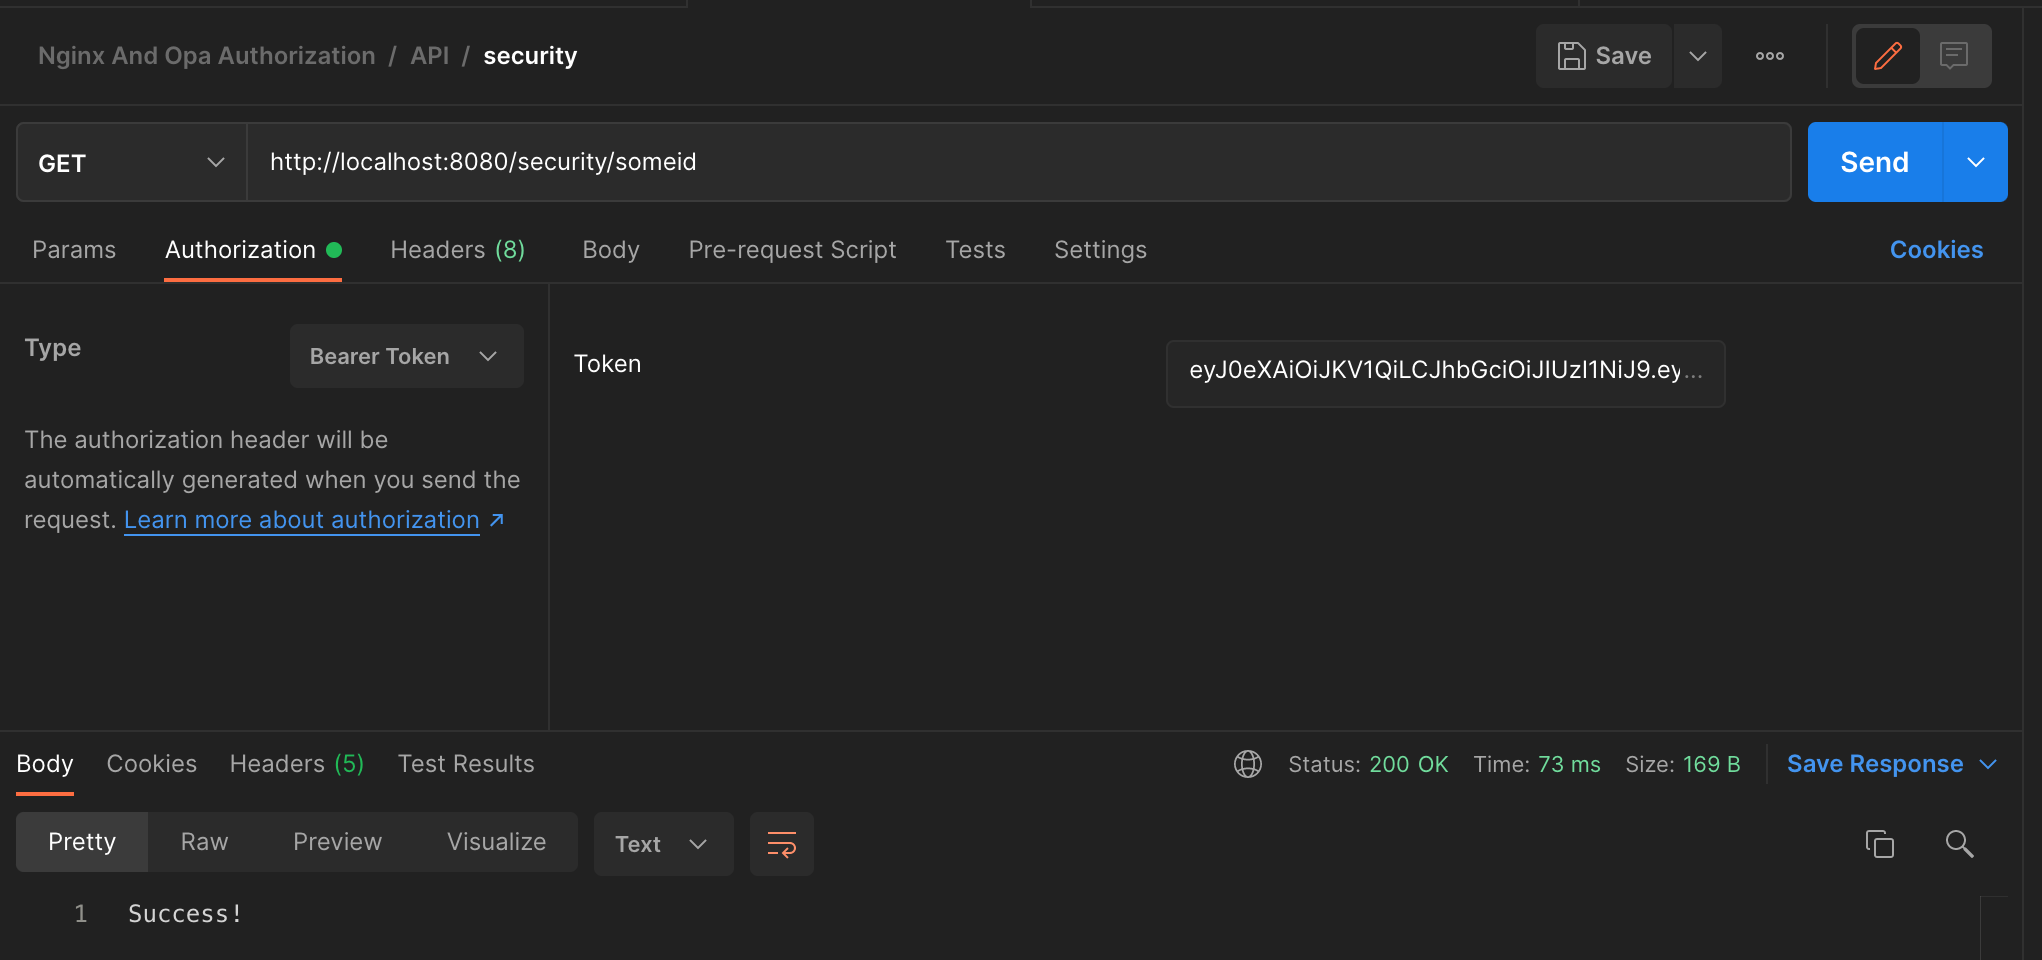 Nginx And Opa Authorization / API / security
Save
GET
http://localhost:8080/security/someid
Send
Params Authorization Headers (8) Body Pre-request Script Tests Settings Cookies
Type
Bearer Token
The authorization header will be
automatically generated when you send the
request. Learn more about authorization ↗
Token
eyJ0eXAiOiJKV1QiLCJhbGciOiJIUzI1NiJ9.ey...
Body Cookies Headers (5) Test Results
Status: 200 OK Time: 73 ms Size: 169 B Save Response
Pretty Raw Preview Visualize Text
1 Success!